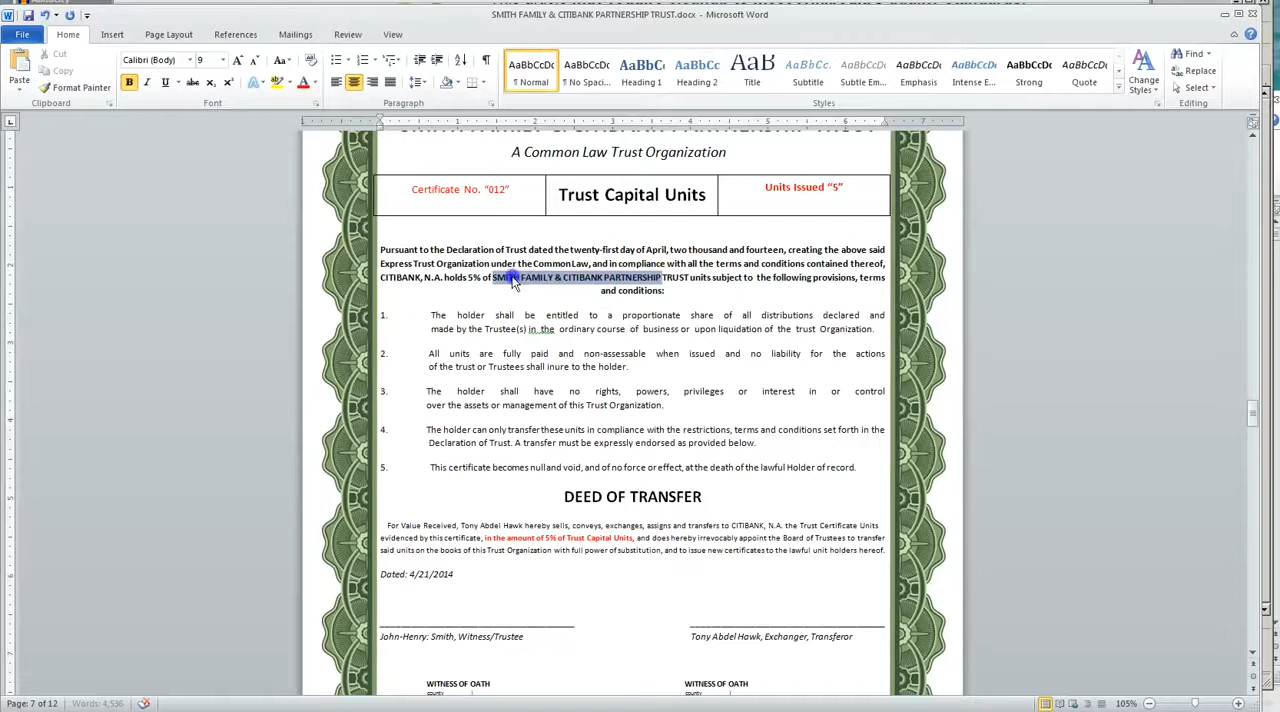 SMITH FAMILY & CITIBANK PARTNERSHIP TRUST.docx - Microsoft Word
File Home Insert Page Layout References Mailings Review View
Paste
Cut
Copy
Format Painter
Clipboard
Calibri (Body) 9
Font
Paragraph
AaBbCcDc AaBbCcDc AaBbC AaBbCc AaB AaBbCc. AaBbCcDc AaBbCcDc AaBbCcDc AaBbCcDc
¶ Normal ¶ No Spaci... Heading 1 Heading 2 Title Subtitle Subtle Em... Emphasis Intense E... Strong Quote
Change Styles
Styles
Find
Replace
Select
Editing
SMITH FAMILY & CITIBANK PARTNERSHIP TRUST
A Common Law Trust Organization
Certificate No. “012” Trust Capital Units Units Issued “5”
Pursuant to the Declaration of Trust dated the twenty-first day of April, two thousand and fourteen, creating the above said
Express Trust Organization under the Common Law, and in compliance with all the terms and conditions contained thereof,
CITIBANK, N.A. holds 5% of SMITH FAMILY & CITIBANK PARTNERSHIP TRUST units subject to the following provisions, terms
and conditions:
1. The holder shall be entitled to a proportionate share of all distributions declared and
made by the Trustee(s) in the ordinary course of business or upon liquidation of the trust Organization.
2. All units are fully paid and non-assessable when issued and no liability for the actions
of the trust or Trustees shall inure to the holder.
3. The holder shall have no rights, powers, privileges or interest in or control
over the assets or management of this Trust Organization.
4. The holder can only transfer these units in compliance with the restrictions, terms and conditions set forth in the
Declaration of Trust. A transfer must be expressly endorsed as provided below.
5. This certificate becomes null and void, and of no force or effect, at the death of the lawful Holder of record.
DEED OF TRANSFER
For Value Received, Tony Abdel Hawk hereby sells, conveys, exchanges, assigns and transfers to CITIBANK, N.A. the Trust Certificate Units
evidenced by this certificate, in the amount of 5% of Trust Capital Units, and does hereby irrevocably appoint the Board of Trustees to transfer
said units on the books of this Trust Organization with full power of substitution, and to issue new certificates to the lawful unit holders hereof.
Dated: 4/21/2014
John-Henry: Smith, Witness/Trustee Tony Abdel Hawk, Exchanger, Transferor
WITNESS OF OATH WITNESS OF OATH
Page: 7 of 12 Words: 4,536 105%